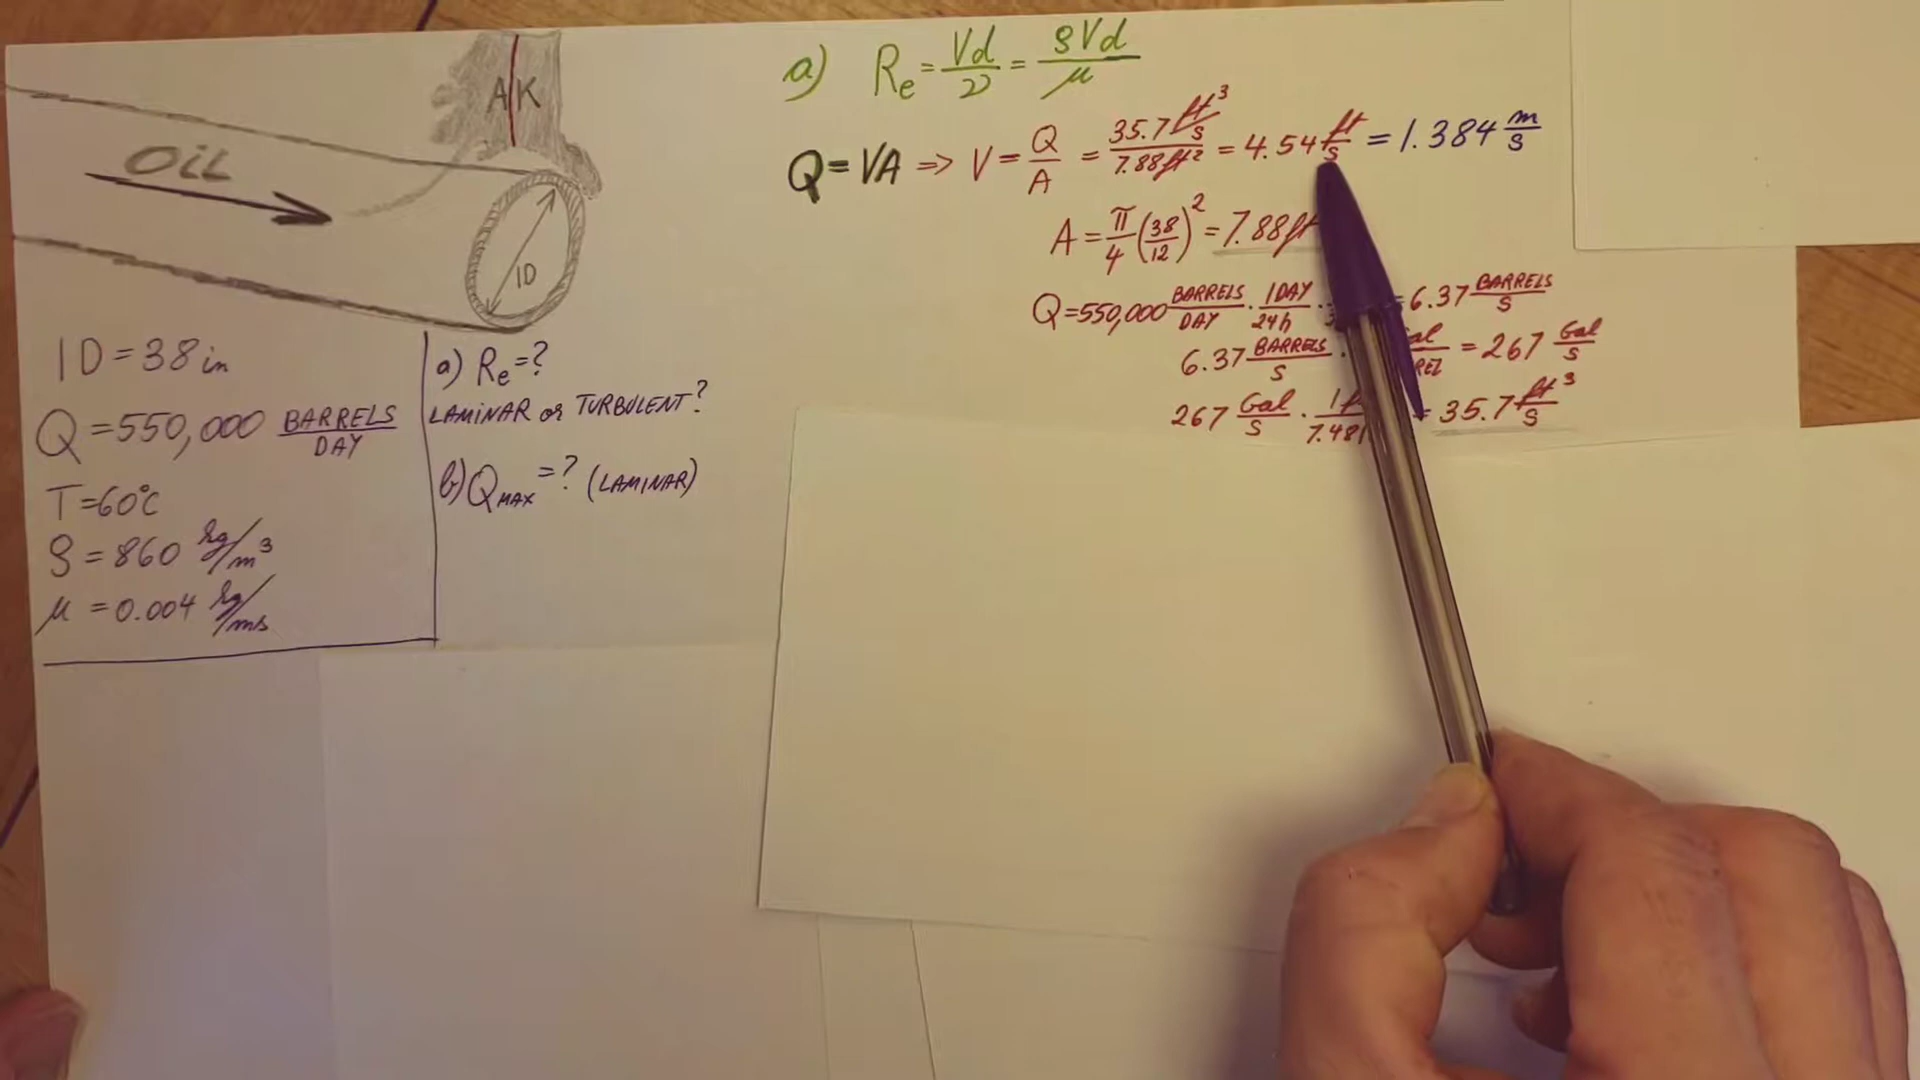 AK
OiL
ID
ID = 38 in
Q = 550,000 BARRELS/DAY
T = 60°C
ρ = 860 kg/m³
μ = 0.004 kg/ms
a) Re = ?
LAMINAR or TURBULENT?
b) QMAX = ? (LAMINAR)
a) Re = Vd/ν = ρVd/μ
Q = VA => V = Q/A = 35.7 ft³/s / 7.88 ft² = 4.54 ft/s = 1.384 m/s
A = π/4 (38/12)² = 7.88 ft
Q = 550,000 BARRELS/DAY · 1 DAY/24h · = 6.37 BARRELS/S
6.37 BARRELS/S · = 267 Gal/S
267 Gal/S · 1 / 7.481 = 35.7 ft³/S